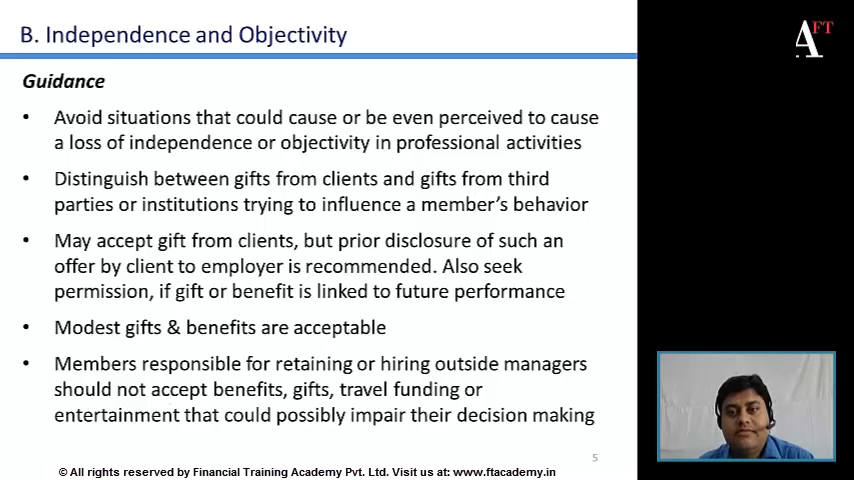 B. Independence and Objectivity
AFT
Guidance
• Avoid situations that could cause or be even perceived to cause
a loss of independence or objectivity in professional activities
• Distinguish between gifts from clients and gifts from third
parties or institutions trying to influence a member's behavior
• May accept gift from clients, but prior disclosure of such an
offer by client to employer is recommended. Also seek
permission, if gift or benefit is linked to future performance
• Modest gifts & benefits are acceptable
• Members responsible for retaining or hiring outside managers
should not accept benefits, gifts, travel funding or
entertainment that could possibly impair their decision making
5
© All rights reserved by Financial Training Academy Pvt. Ltd. Visit us at: www.ftacademy.in